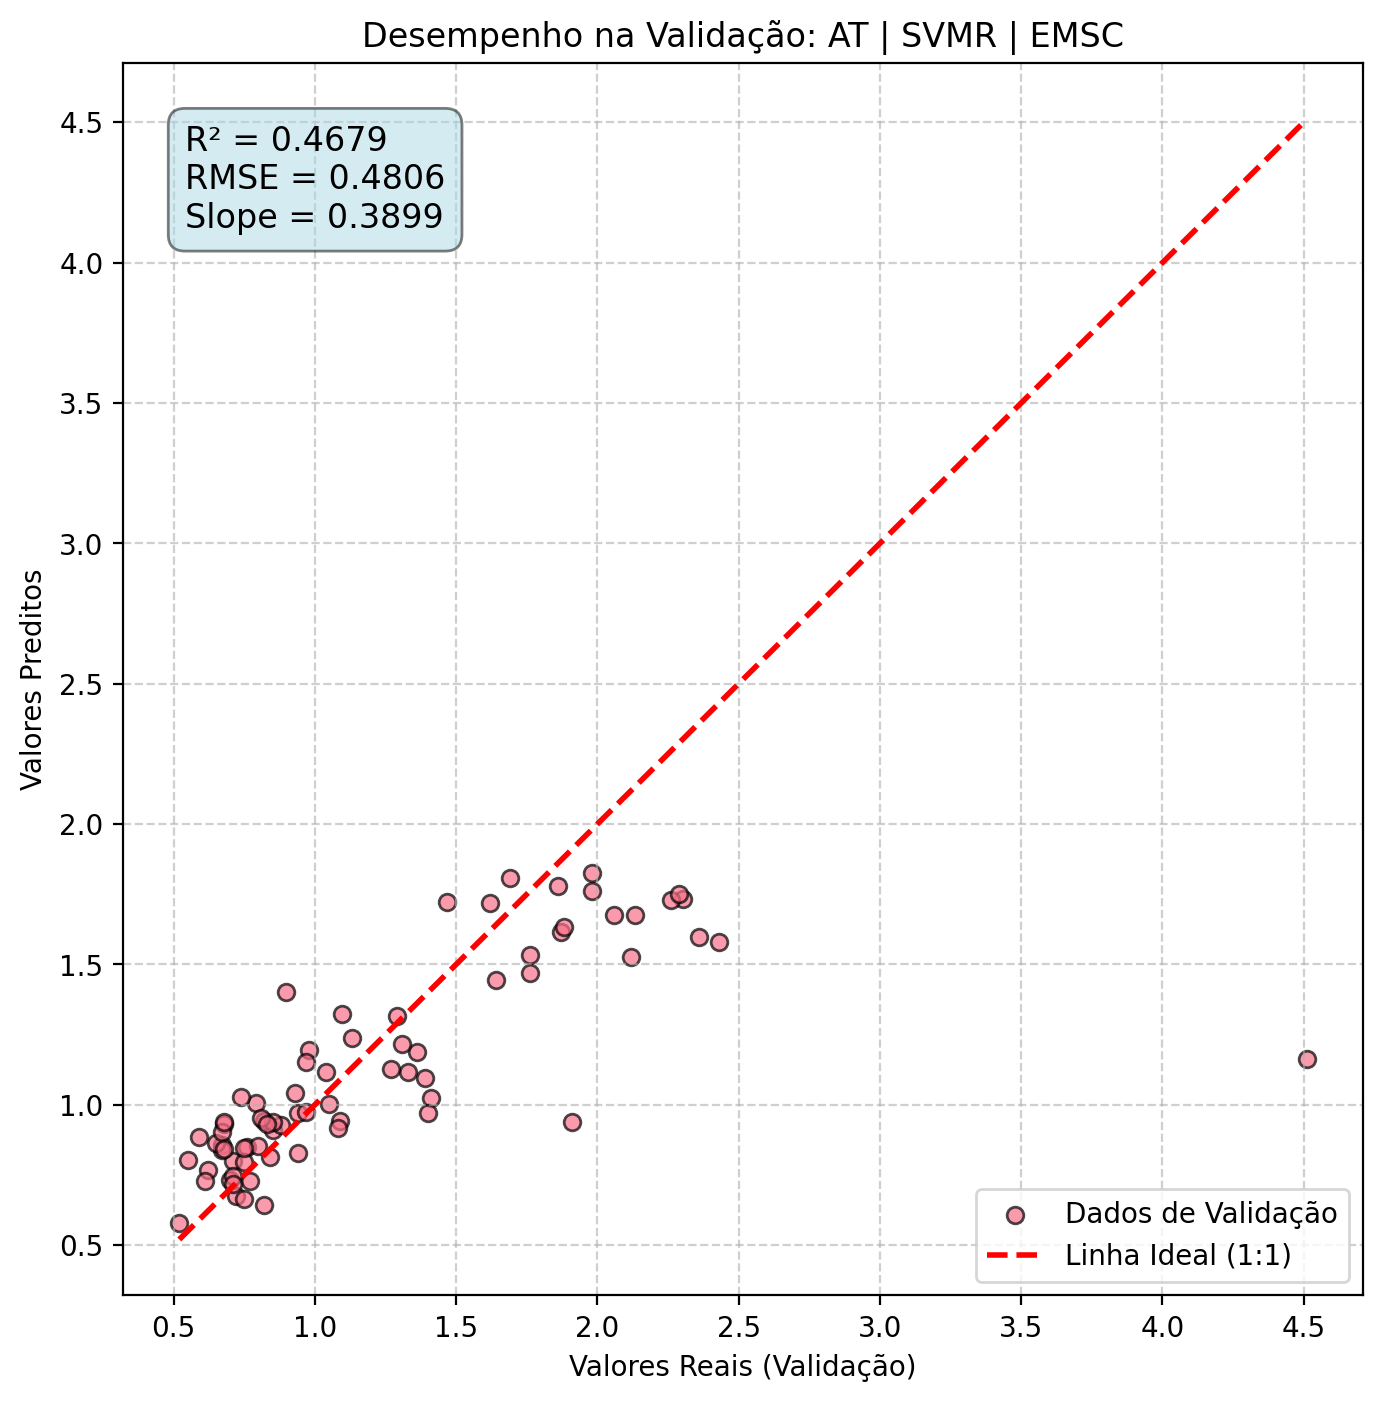 Desempenho na Validação: AT | SVMR | EMSC
R² = 0.4679
RMSE = 0.4806
Slope = 0.3899
4.5
4.0
3.5
3.0
2.5
2.0
1.5
1.0
0.5
Valores Preditos
Dados de Validação
Linha Ideal (1:1)
0.5 1.0 1.5 2.0 2.5 3.0 3.5 4.0 4.5
Valores Reais (Validação)